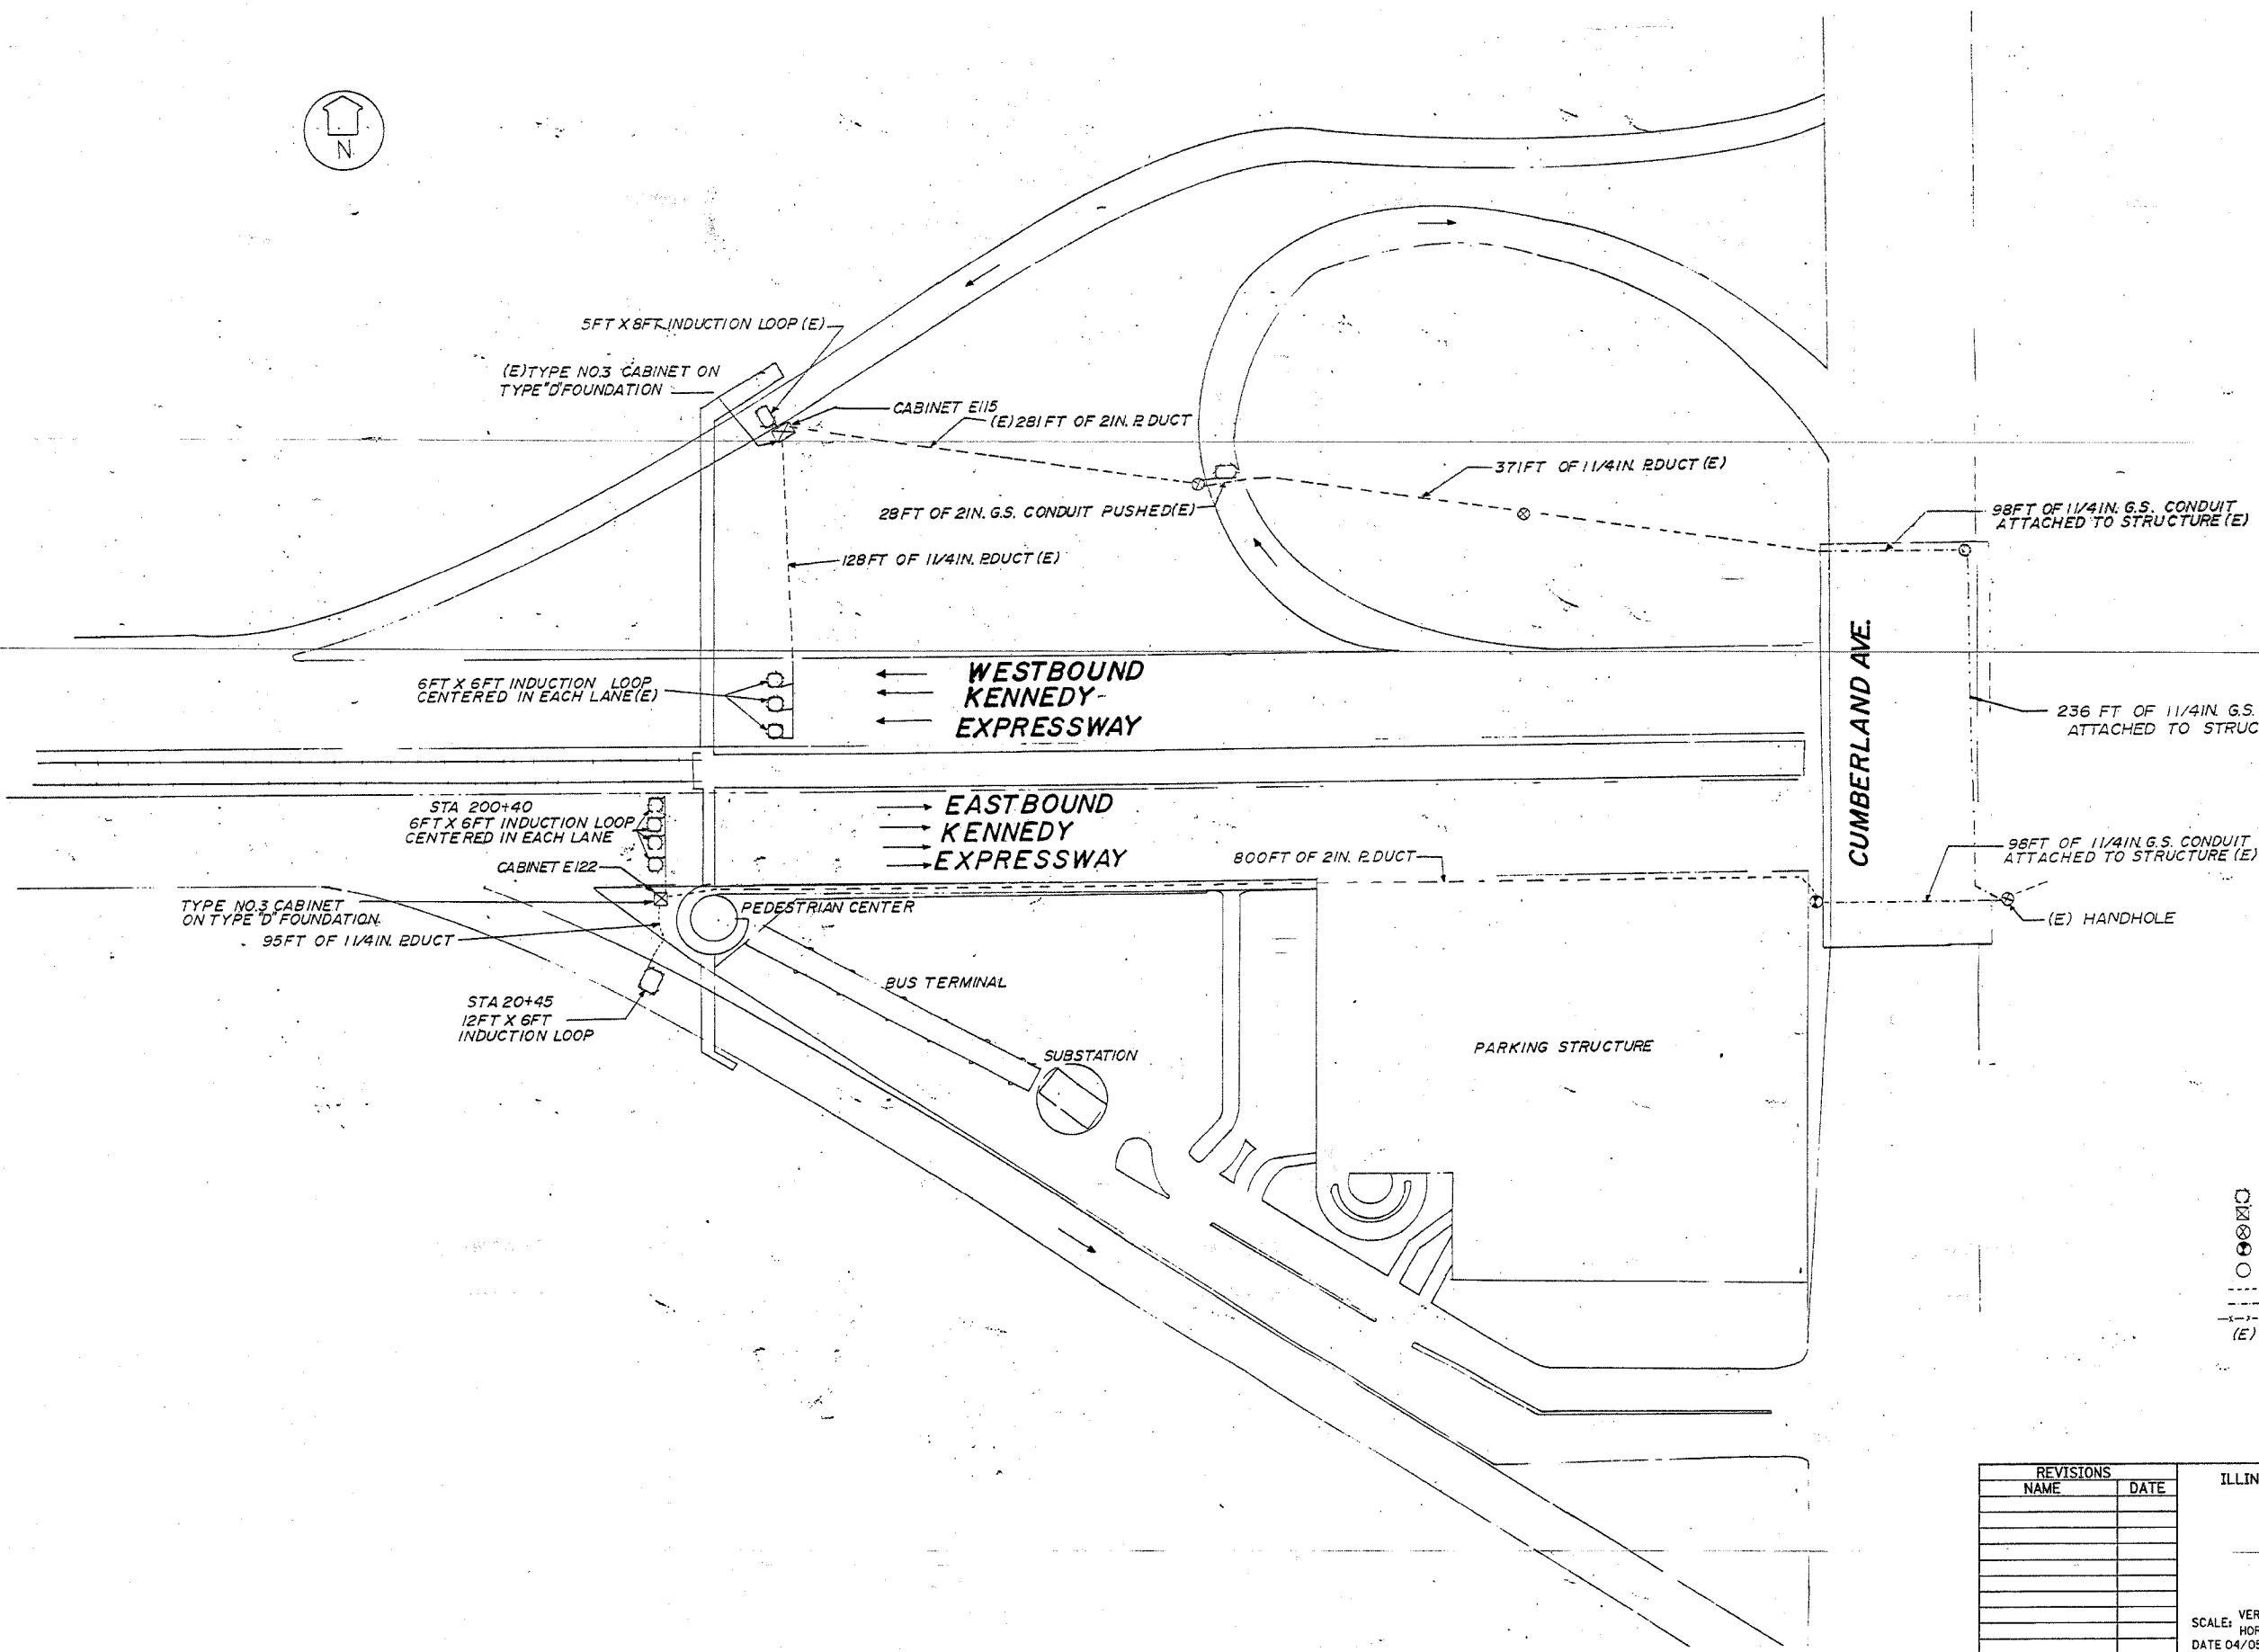 N
5FT X 8FT INDUCTION LOOP (E)
(E) TYPE NO.3 CABINET ON
TYPE "D" FOUNDATION
CABINET E115
(E) 281 FT OF 2IN. P. DUCT
371FT OF 1 1/4IN. P.DUCT (E)
28FT OF 2IN. G.S. CONDUIT PUSHED(E)
98FT OF 1 1/4IN. G.S. CONDUIT
ATTACHED TO STRUCTURE (E)
128FT OF 1 1/4IN. P.DUCT (E)
6FT X 6FT INDUCTION LOOP
CENTERED IN EACH LANE(E)
WESTBOUND
KENNEDY
EXPRESSWAY
CUMBERLAND AVE.
236 FT OF 1 1/4IN. G.S.
ATTACHED TO STRUC
STA 200+40
6FT X 6FT INDUCTION LOOP
CENTERED IN EACH LANE
EASTBOUND
KENNEDY
EXPRESSWAY
CABINET E122
800FT OF 2IN. P. DUCT
98FT OF 1 1/4IN. G.S. CONDUIT
ATTACHED TO STRUCTURE (E)
TYPE NO.3 CABINET
ON TYPE "D" FOUNDATION.
PEDESTRIAN CENTER
(E) HANDHOLE
95FT OF 1 1/4IN. P.DUCT
BUS TERMINAL
STA 20+45
12FT X 6FT
INDUCTION LOOP
SUBSTATION
PARKING STRUCTURE
(E)
REVISIONS
NAME DATE
ILLIN
SCALE: VER
HOR
DATE 04/05